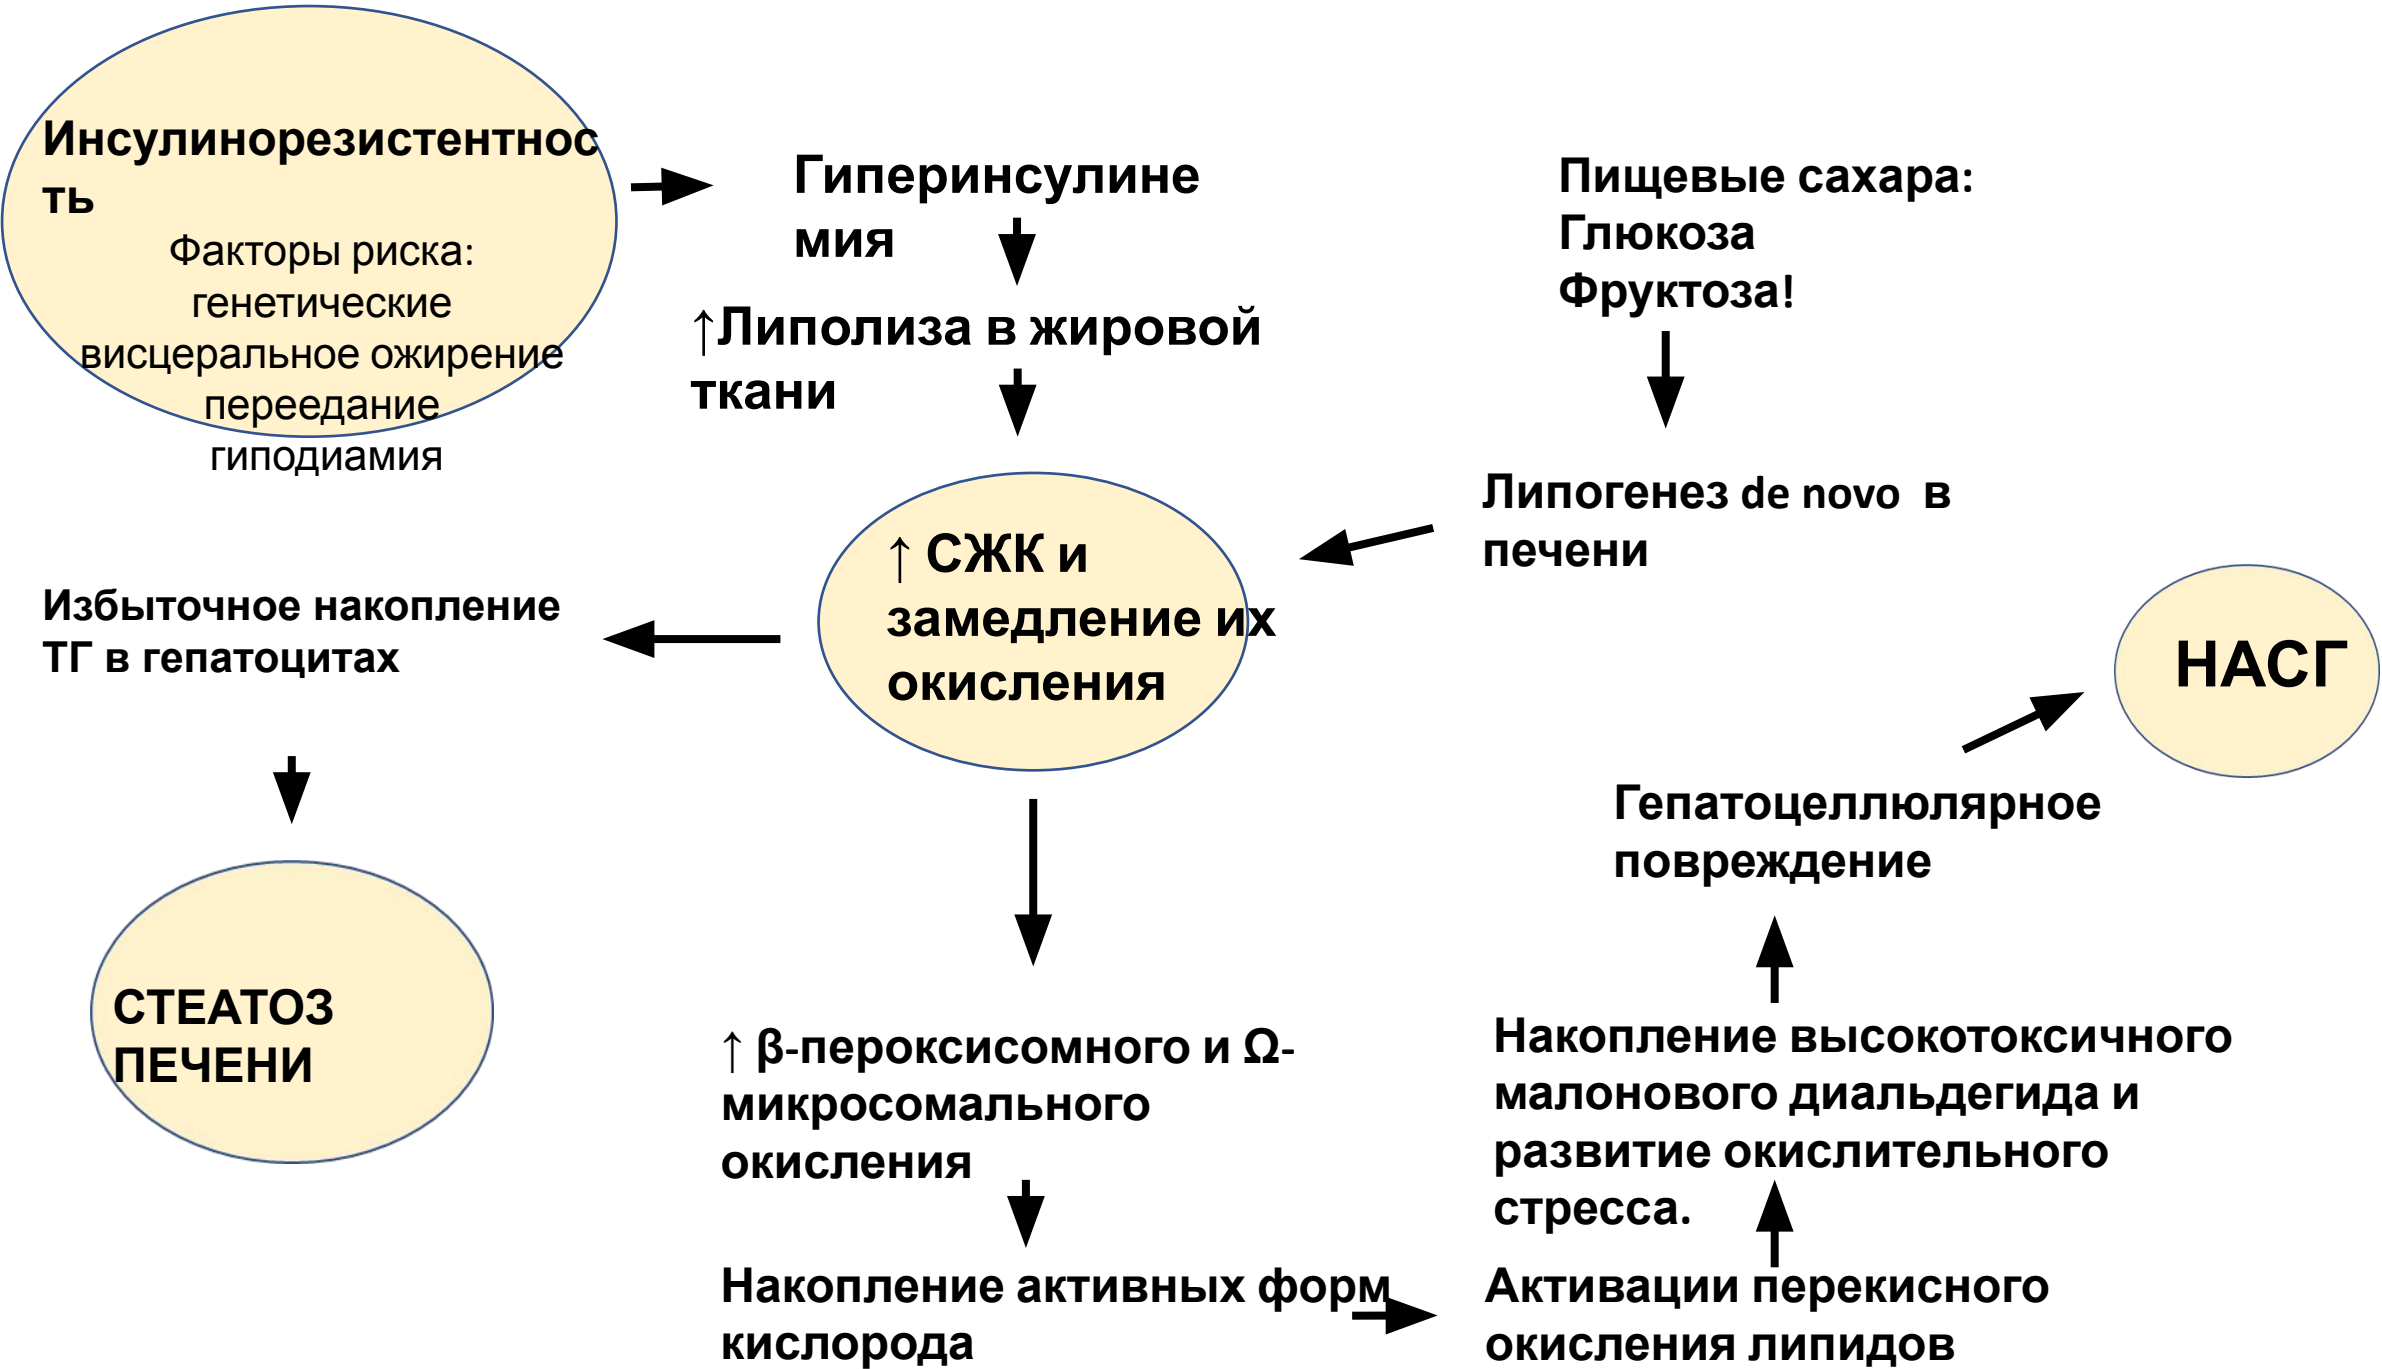 Инсулинорезистентнос
ть
Факторы риска:
генетические
висцеральное ожирение
переедание
гиподиамия
Гиперинсулине
мия
↑Липолиза в жировой
ткани
Пищевые сахара:
Глюкоза
Фруктоза!
Липогенез de novo в
печени
↑ СЖК и
замедление их
окисления
Избыточное накопление
ТГ в гепатоцитах
СТЕАТОЗ
ПЕЧЕНИ
↑ β-пероксисомного и Ω-
микросомального
окисления
Накопление активных форм
кислорода
Активации перекисного
окисления липидов
Накопление высокотоксичного
малонового диальдегида и
развитие окислительного
стресса.
Гепатоцеллюлярное
повреждение
НАСГ